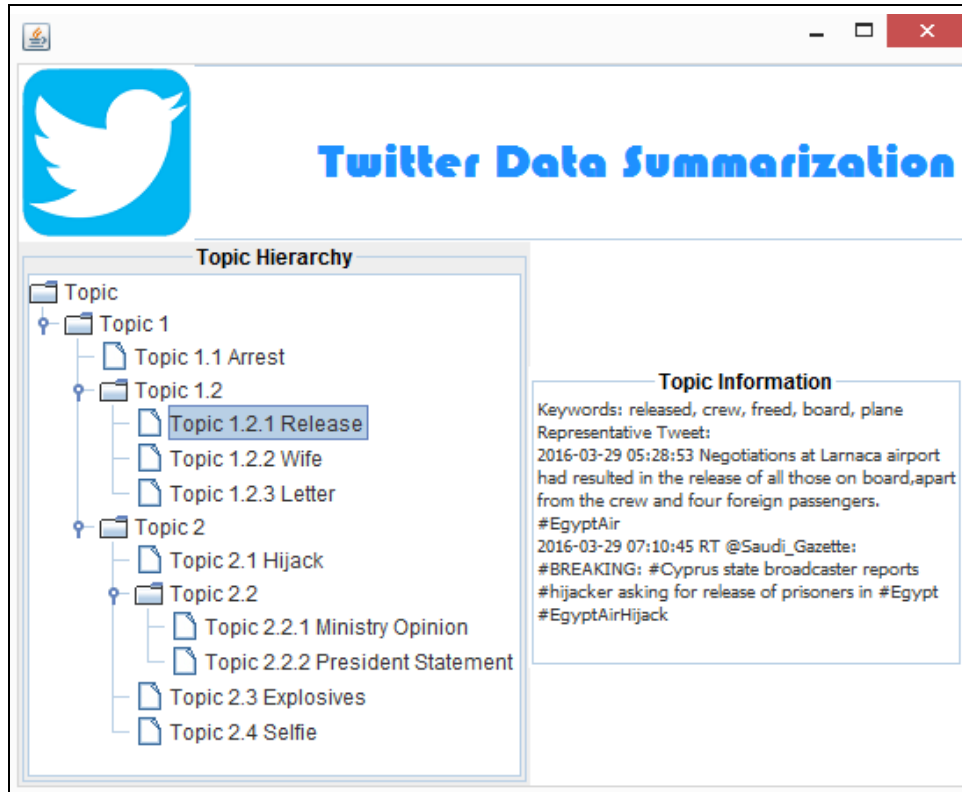 Twitter Data Summarization
Topic Hierarchy
Topic
Topic 1
Topic 1.1 Arrest
Topic 1.2
Topic 1.2.1 Release
Topic 1.2.2 Wife
Topic 1.2.3 Letter
Topic 2
Topic 2.1 Hijack
Topic 2.2
Topic 2.2.1 Ministry Opinion
Topic 2.2.2 President Statement
Topic 2.3 Explosives
Topic 2.4 Selfie
Topic Information
Keywords: released, crew, freed, board, plane
Representative Tweet:
2016-03-29 05:28:53 Negotiations at Larnaca airport
had resulted in the release of all those on board,apart
from the crew and four foreign passengers.
#EgyptAir
2016-03-29 07:10:45 RT @Saudi_Gazette:
#BREAKING: #Cyprus state broadcaster reports
#hijacker asking for release of prisoners in #Egypt
#EgyptAirHijack